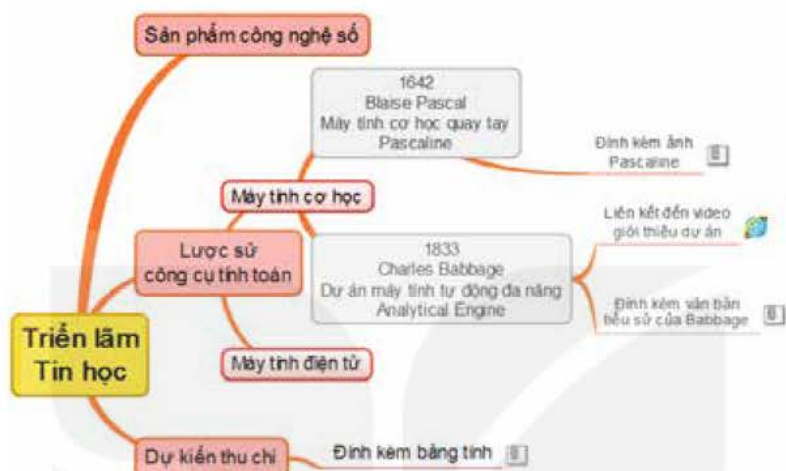 Sản phẩm công nghệ số
1642
Blaise Pascal
Máy tính cơ học quay tay
Pascaline
Đính kèm ảnh
Pascaline
Máy tính cơ học
Liên kết đến video
giới thiệu dự án
Lược sử
công cụ tính toán
1833
Charles Babbage
Dự án máy tính tự động đa năng
Analytical Engine
Đính kèm văn bản
tiểu sử của Babbage
Triển lãm
Tin học
Máy tính điện tử
Dự kiến thu chi
Đính kèm bảng tính